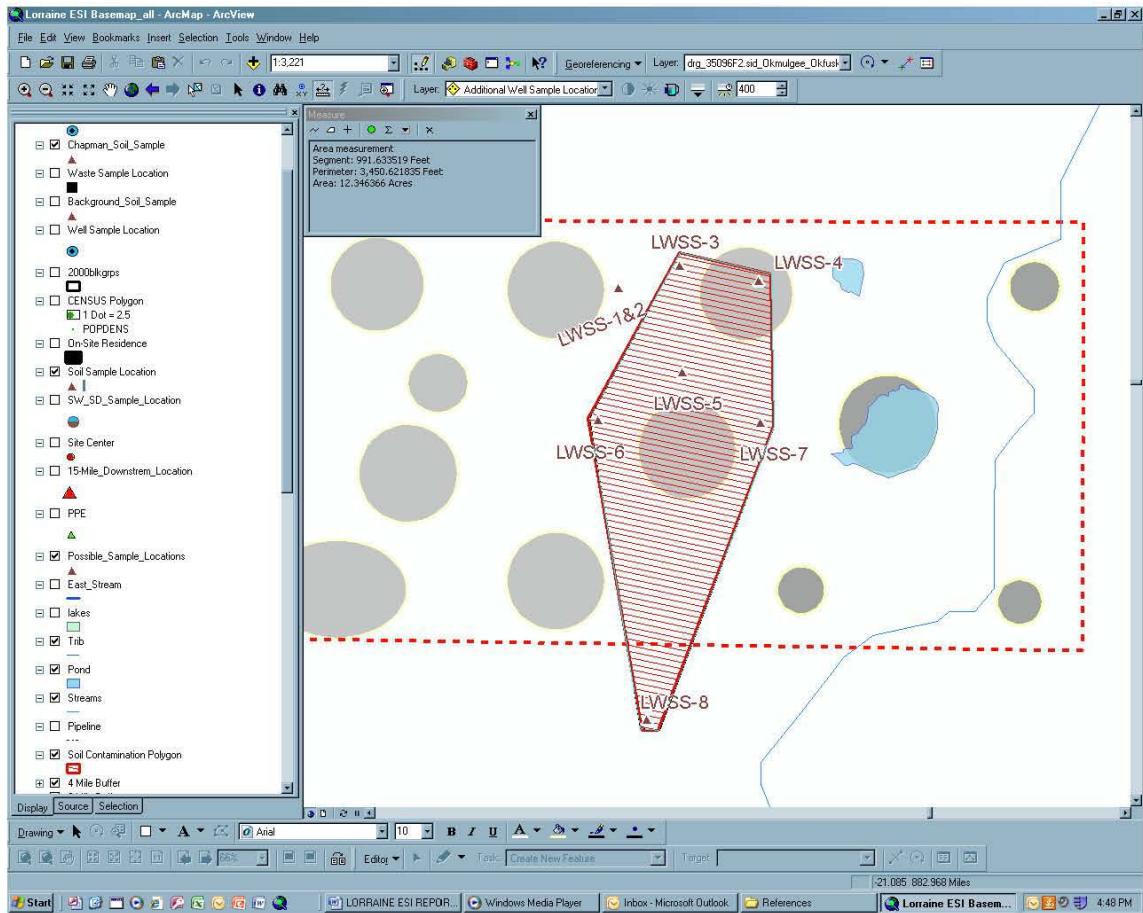 Lorraine ESI Basemap_all - ArcMap - ArcView
File Edit View Bookmarks Insert Selection Tools Window Help
1:3,221
Georeferencing Layer: drg_35096F2.sid_Okmulgee_Okfusk
Layer: Additional Well Sample Location
400
Chapman_Soil_Sample
Waste Sample Location
Background_Soil_Sample
Well Sample Location
2000blkgrps
CENSUS Polygon
1 Dot = 2.5
POPDENS
On-Site Residence
Soil Sample Location
SW_SD_Sample_Location
Site Center
15-Mile_Downstrem_Location
PPE
Possible_Sample_Locations
East_Stream
lakes
Trib
Pond
Streams
Pipeline
Soil Contamination Polygon
4 Mile Buffer
Display Source Selection
Measure
Area measurement
Segment: 991.633519 Feet
Perimeter: 3,450.621835 Feet
Area: 12.346366 Acres
LWSS-3
LWSS-4
LWSS-1&2
LWSS-5
LWSS-6
LWSS-7
LWSS-8
Drawing A Arial 10 B I U A
66% Editor Task: Create New Feature Target:
-21.085 882.968 Miles
Start LORRAINE ESI REPOR... Windows Media Player Inbox - Microsoft Outlook References Lorraine ESI Basem... 4:48 PM